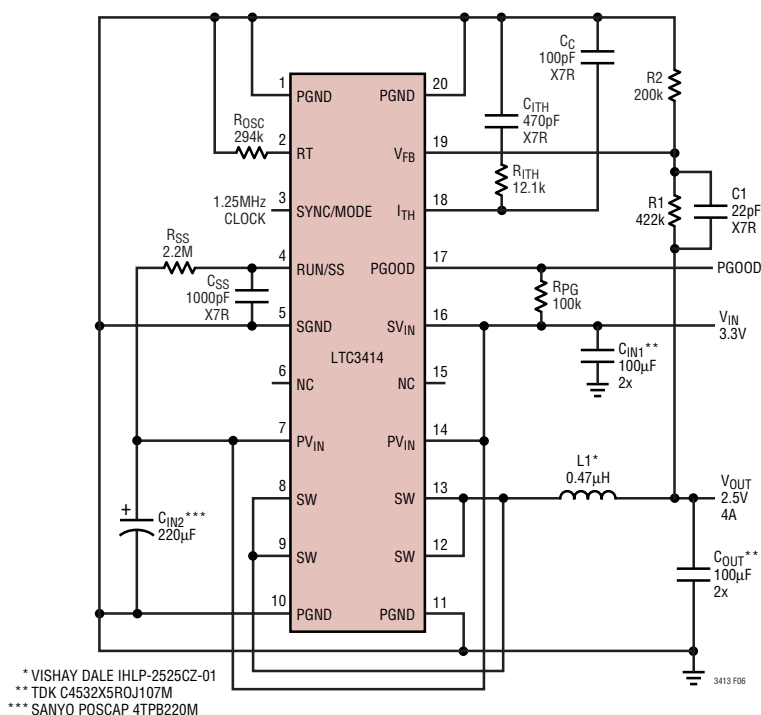 CC
100pF
X7R
R2
200k
1
PGND
PGND
20
CITH
470pF
X7R
ROSC
294k
2
RT
VFB
19
RITH
12.1k
R1
422k
C1
22pF
X7R
1.25MHz
CLOCK
3
SYNC/MODE
ITH
18
RSS
2.2M
4
RUN/SS
PGOOD
17
PGOOD
CSS
1000pF
X7R
RPG
100k
5
SGND
SVIN
16
VIN
3.3V
LTC3414
CIN1**
100µF
2x
6
NC
NC
15
7
PVIN
PVIN
14
L1*
0.47µH
8
SW
SW
13
VOUT
2.5V
4A
CIN2***
220µF
+
9
SW
SW
12
COUT**
100µF
2x
10
PGND
PGND
11
3413 F06
* VISHAY DALE IHLP-2525CZ-01
** TDK C4532X5R0J107M
*** SANYO POSCAP 4TPB220M